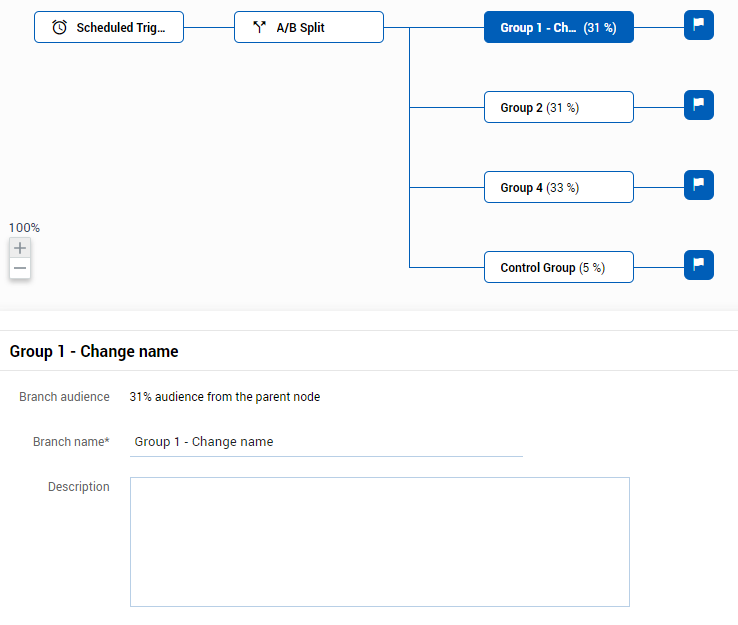 Scheduled Trig...
A/B Split
Group 1 - Ch... (31 %)
Group 2 (31 %)
Group 4 (33 %)
Control Group (5 %)
100%
Group 1 - Change name
Branch audience 31% audience from the parent node
Branch name* Group 1 - Change name
Description